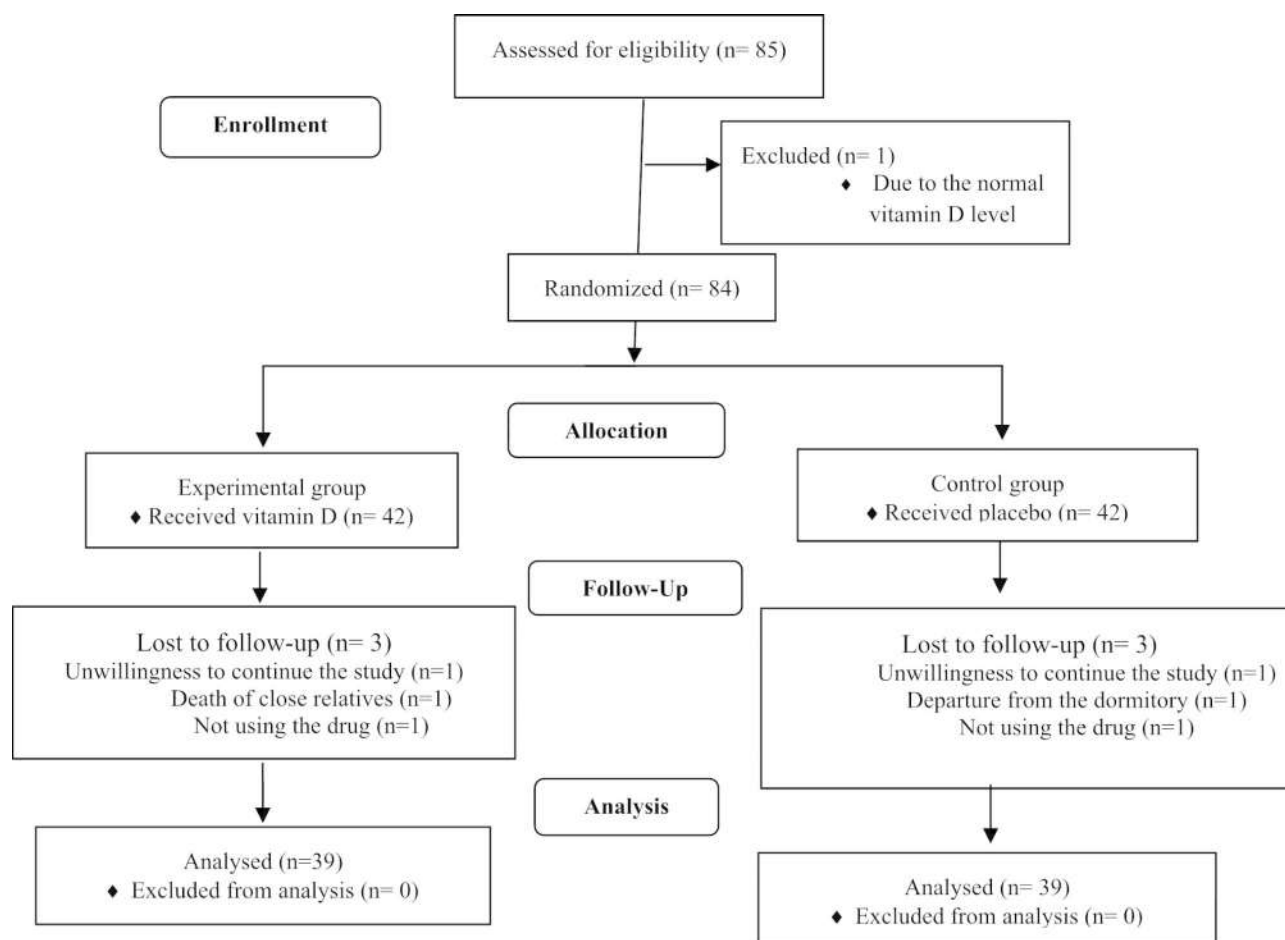 Assessed for eligibility (n= 85)
Enrollment
Excluded (n= 1)
♦ Due to the normal
vitamin D level
Randomized (n= 84)
Allocation
Experimental group
♦ Received vitamin D (n= 42)
Control group
♦ Received placebo (n= 42)
Follow-Up
Lost to follow-up (n= 3)
Unwillingness to continue the study (n=1)
Death of close relatives (n=1)
Not using the drug (n=1)
Lost to follow-up (n= 3)
Unwillingness to continue the study (n=1)
Departure from the dormitory (n=1)
Not using the drug (n=1)
Analysis
Analysed (n=39)
♦ Excluded from analysis (n= 0)
Analysed (n= 39)
♦ Excluded from analysis (n= 0)